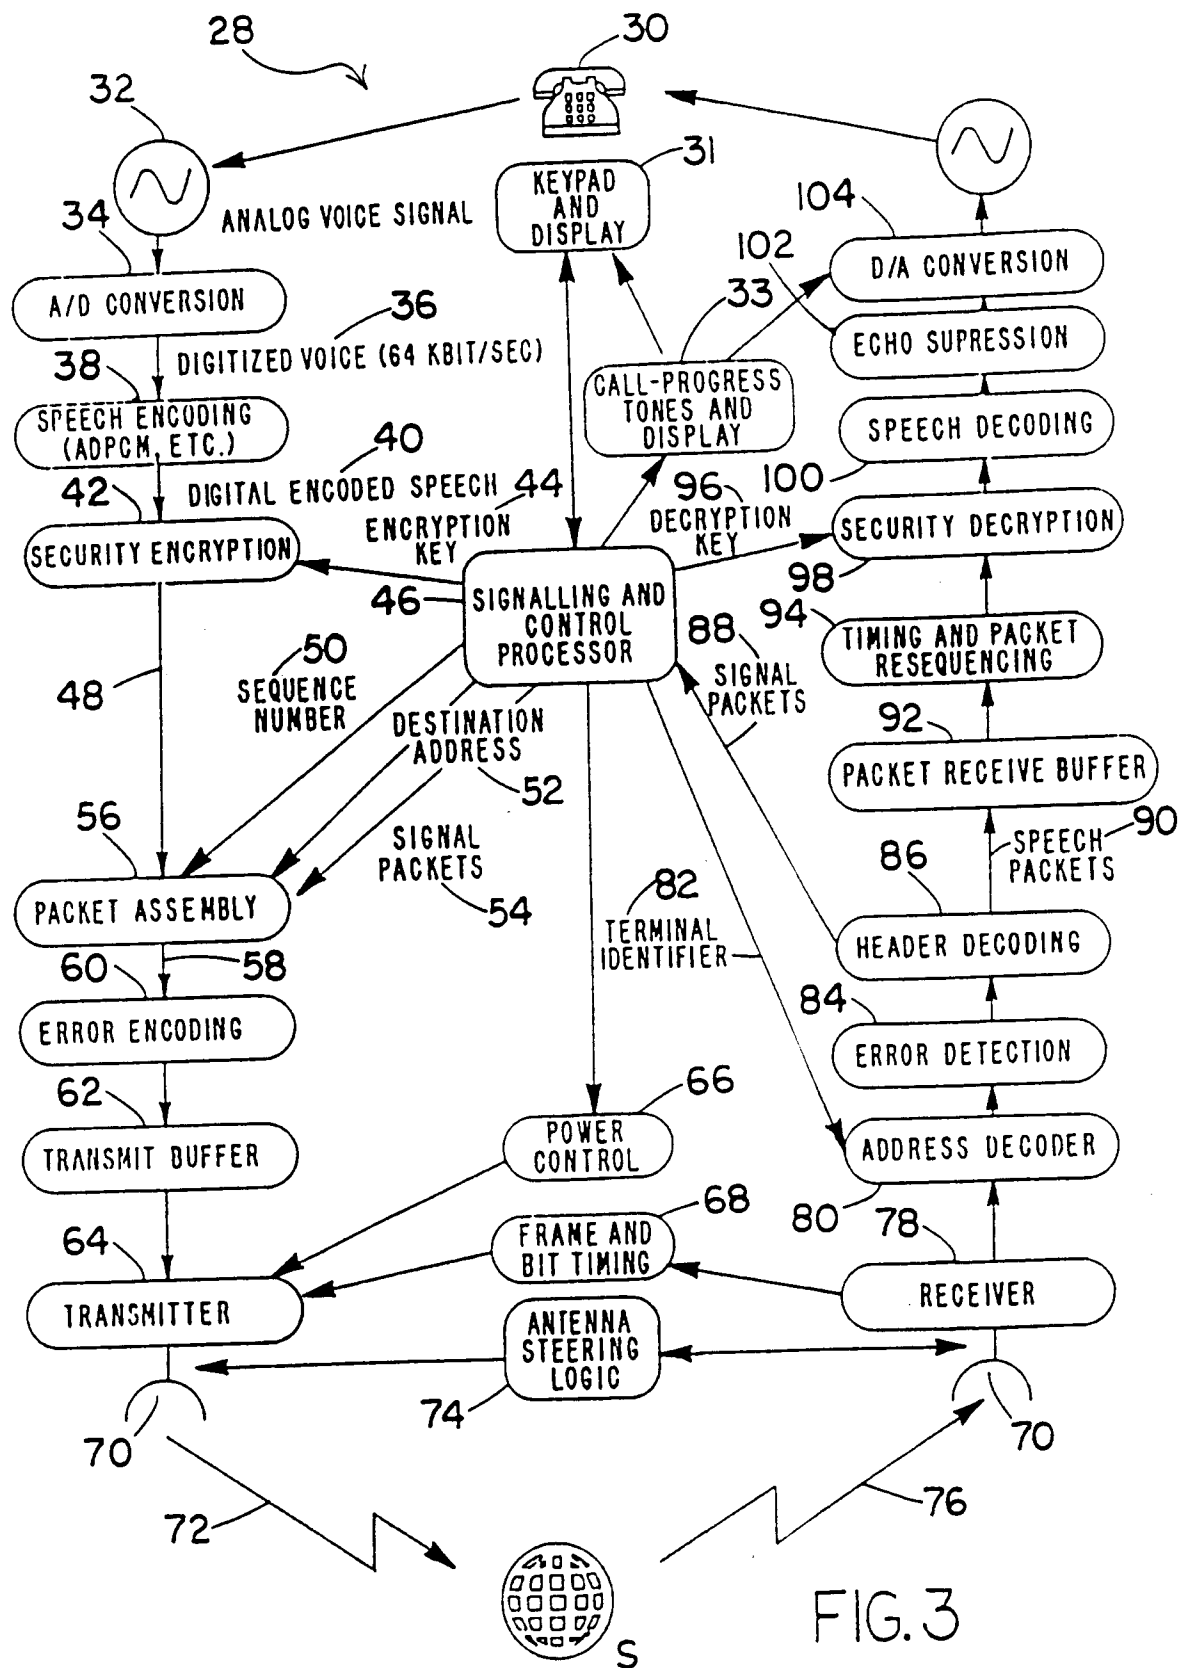 28
30
32
31
KEYPAD
AND
DISPLAY
34
ANALOG VOICE SIGNAL
104
102
D/A CONVERSION
A/D CONVERSION
36
33
ECHO SUPRESSION
DIGITIZED VOICE (64 KBIT/SEC)
38
CALL-PROGRESS
TONES AND
DISPLAY
SPEECH ENCODING
(ADPCM, ETC.)
SPEECH DECODING
40
100
42
DIGITAL ENCODED SPEECH
44
96
ENCRYPTION
KEY
DECRYPTION
KEY
SECURITY DECRYPTION
SECURITY ENCRYPTION
98
46
SIGNALLING AND
CONTROL
PROCESSOR
94
88
TIMING AND PACKET
RESEQUENCING
50
SEQUENCE
NUMBER
SIGNAL
PACKETS
48
DESTINATION
ADDRESS
92
52
PACKET RECEIVE BUFFER
56
SIGNAL
PACKETS
54
90
SPEECH
PACKETS
86
82
PACKET ASSEMBLY
TERMINAL
IDENTIFIER
HEADER DECODING
58
60
84
ERROR ENCODING
ERROR DETECTION
62
66
TRANSMIT BUFFER
POWER
CONTROL
ADDRESS DECODER
80
78
68
64
FRAME AND
BIT TIMING
TRANSMITTER
RECEIVER
ANTENNA
STEERING
LOGIC
74
70
70
72
76
S
FIG. 3